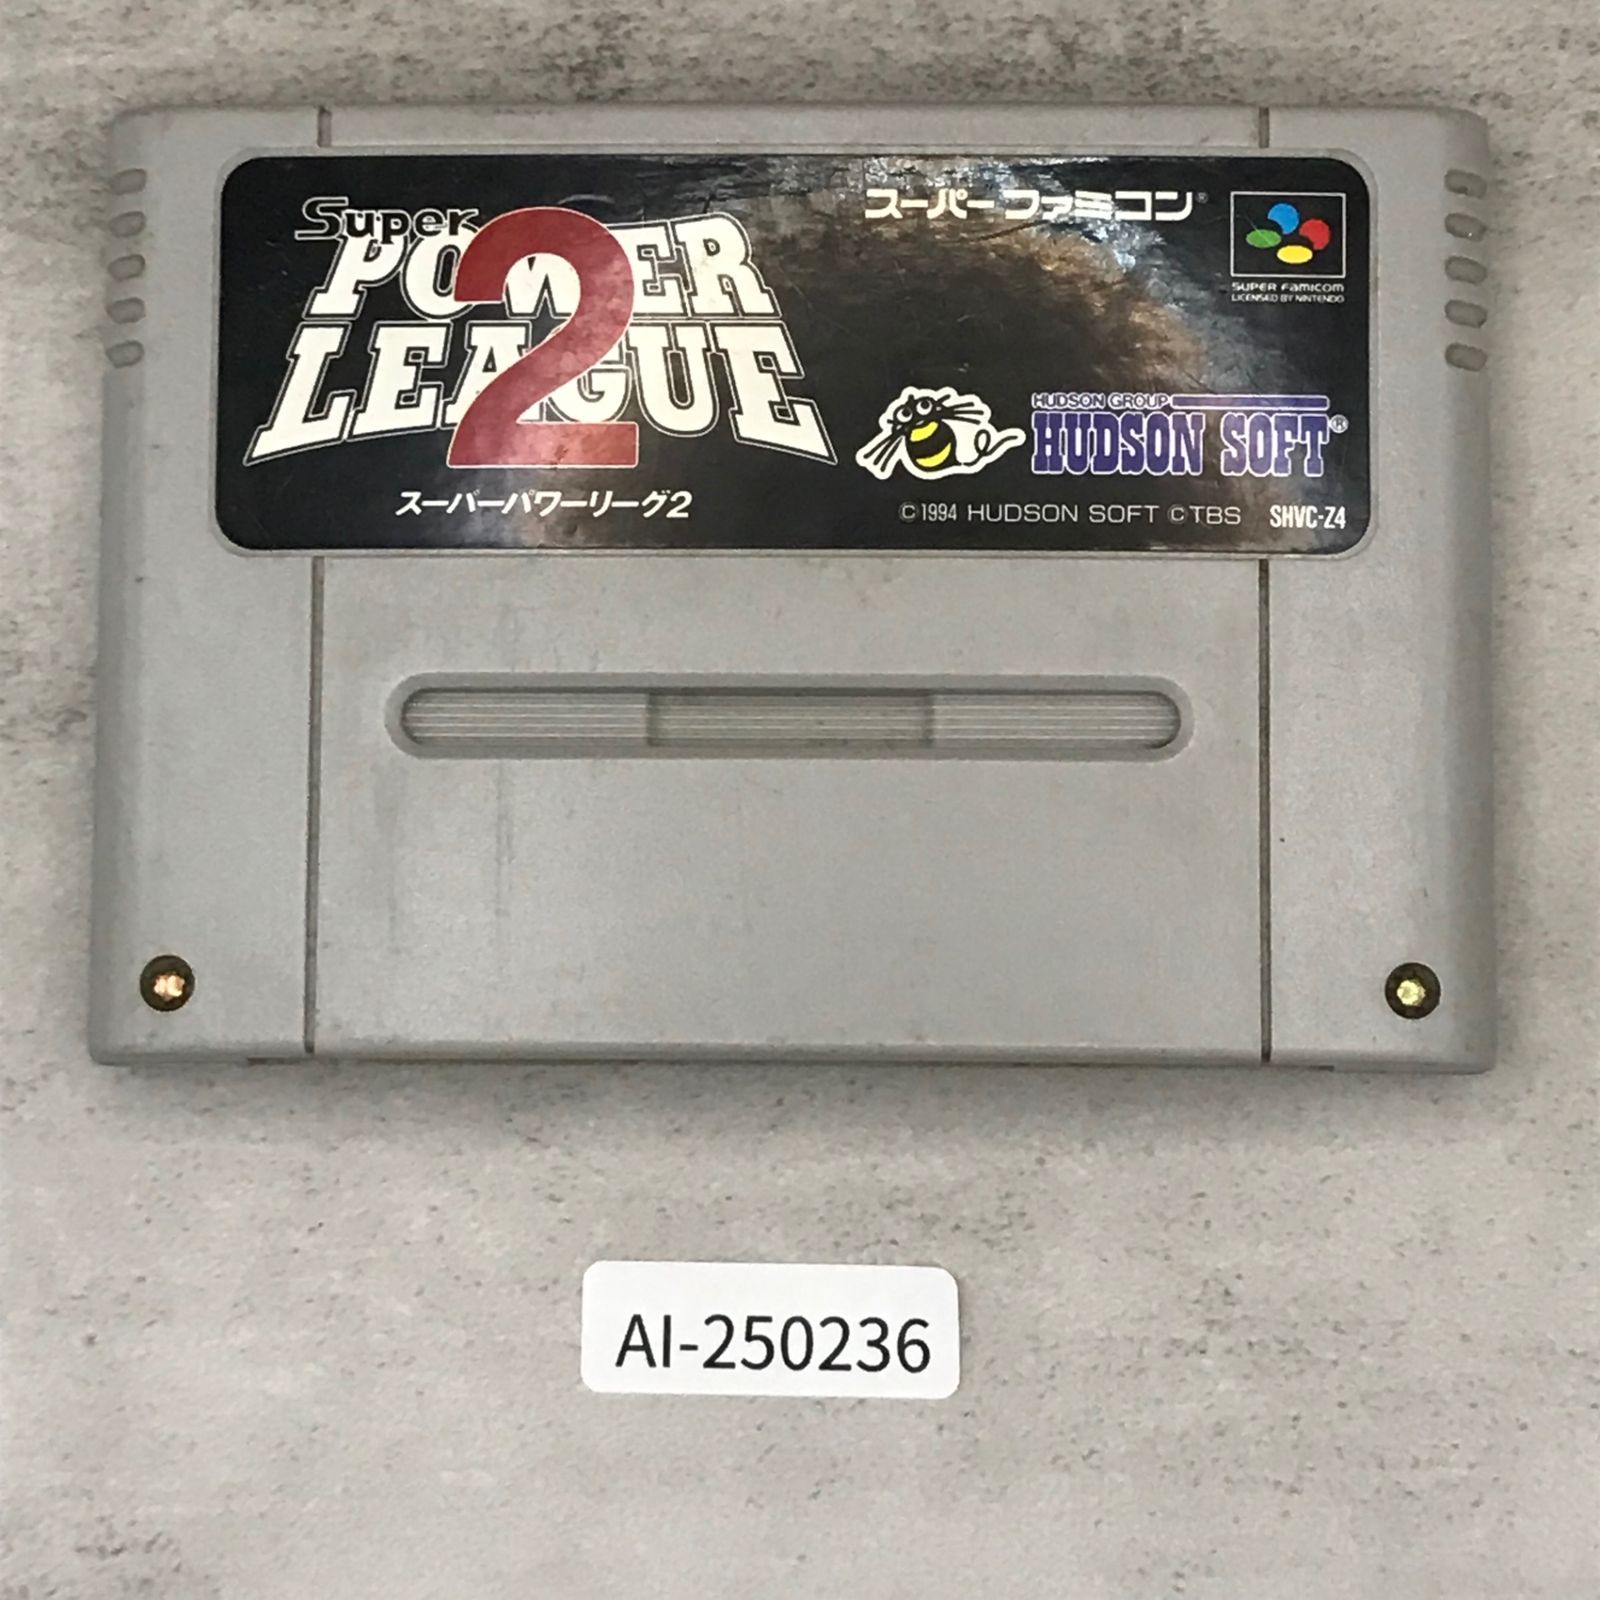 Super
POWER
LEAGUE
2
スーパーパワーリーグ2
スーパーファミコン®
SUPER FAMICOM
LICENSED BY NINTENDO
HUDSON GROUP
HUDSON SOFT®
©1994 HUDSON SOFT ©TBS SHVC-Z4
AI-250236